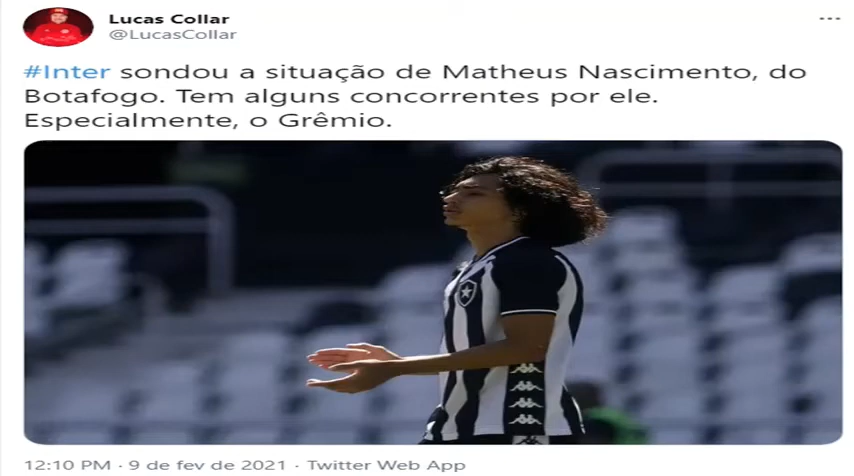 Lucas Collar
@LucasCollar
#Inter sondou a situação de Matheus Nascimento, do
Botafogo. Tem alguns concorrentes por ele.
Especialmente, o Grêmio.
12:10 PM · 9 de fev de 2021 · Twitter Web App